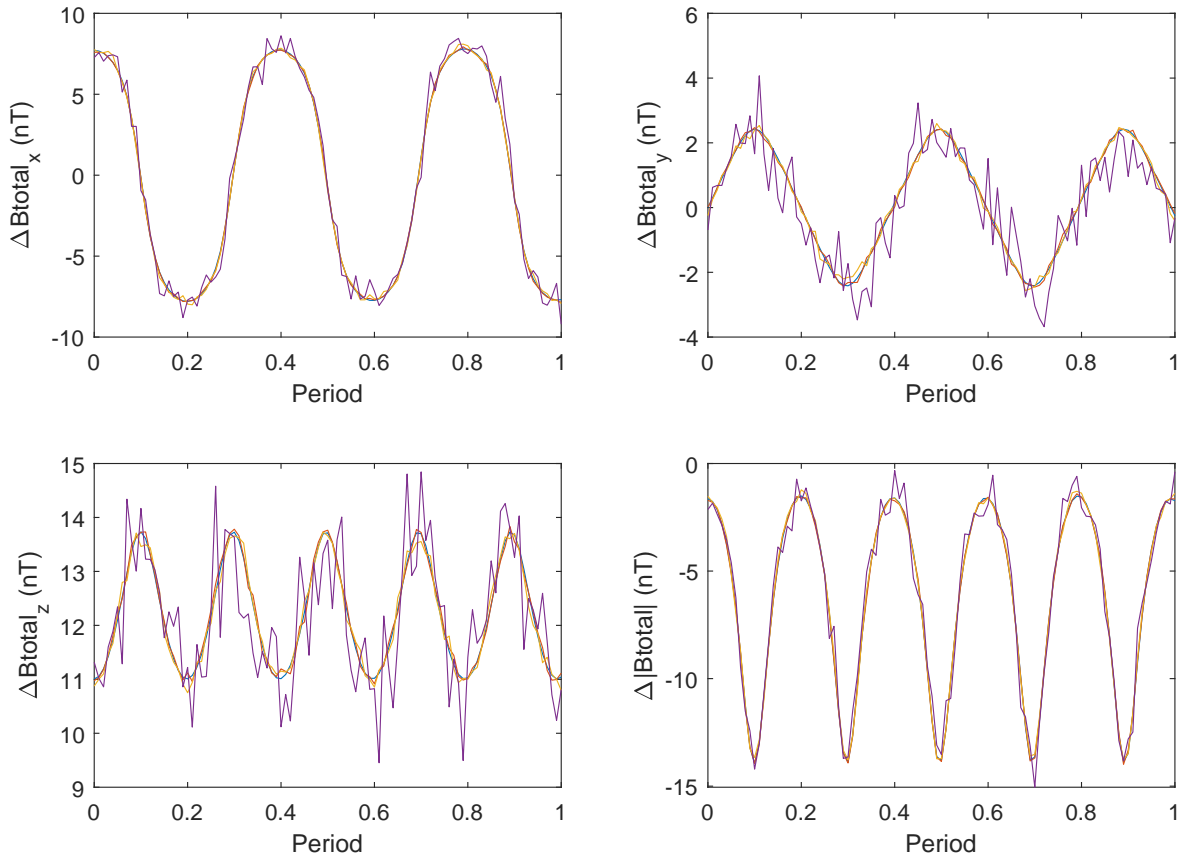 10
5
0
-5
-10
ΔBtotal_x (nT)
0 0.2 0.4 0.6 0.8 1
Period
6
4
2
0
-2
-4
ΔBtotal_y (nT)
0 0.2 0.4 0.6 0.8 1
Period
15
14
13
12
11
10
9
ΔBtotal_z (nT)
0 0.2 0.4 0.6 0.8 1
Period
0
-5
-10
-15
Δ|Btotal| (nT)
0 0.2 0.4 0.6 0.8 1
Period